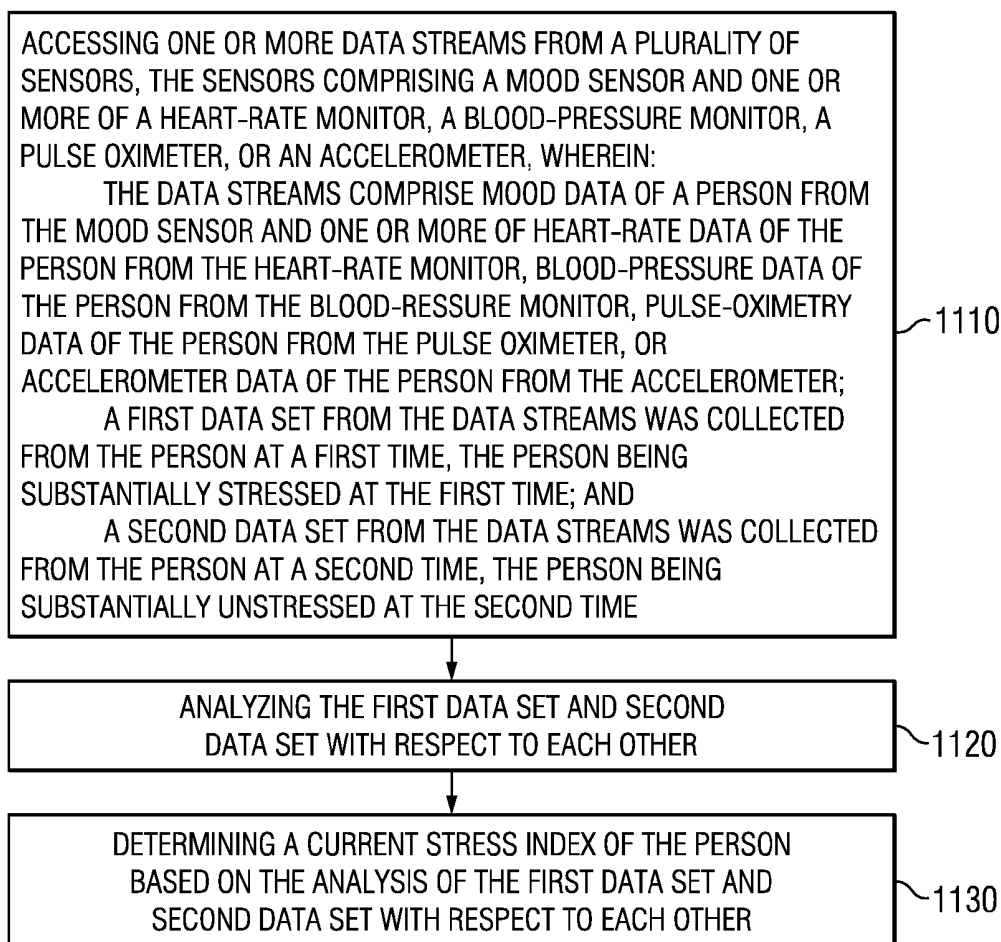 ACCESSING ONE OR MORE DATA STREAMS FROM A PLURALITY OF
SENSORS, THE SENSORS COMPRISING A MOOD SENSOR AND ONE OR
MORE OF A HEART-RATE MONITOR, A BLOOD-PRESSURE MONITOR, A
PULSE OXIMETER, OR AN ACCELEROMETER, WHEREIN:
THE DATA STREAMS COMPRISE MOOD DATA OF A PERSON FROM
THE MOOD SENSOR AND ONE OR MORE OF HEART-RATE DATA OF THE
PERSON FROM THE HEART-RATE MONITOR, BLOOD-PRESSURE DATA OF
THE PERSON FROM THE BLOOD-RESSURE MONITOR, PULSE-OXIMETRY
DATA OF THE PERSON FROM THE PULSE OXIMETER, OR
ACCELEROMETER DATA OF THE PERSON FROM THE ACCELEROMETER;
A FIRST DATA SET FROM THE DATA STREAMS WAS COLLECTED
FROM THE PERSON AT A FIRST TIME, THE PERSON BEING
SUBSTANTIALLY STRESSED AT THE FIRST TIME; AND
A SECOND DATA SET FROM THE DATA STREAMS WAS COLLECTED
FROM THE PERSON AT A SECOND TIME, THE PERSON BEING
SUBSTANTIALLY UNSTRESSED AT THE SECOND TIME
1110
ANALYZING THE FIRST DATA SET AND SECOND
DATA SET WITH RESPECT TO EACH OTHER
1120
DETERMINING A CURRENT STRESS INDEX OF THE PERSON
BASED ON THE ANALYSIS OF THE FIRST DATA SET AND
SECOND DATA SET WITH RESPECT TO EACH OTHER
1130